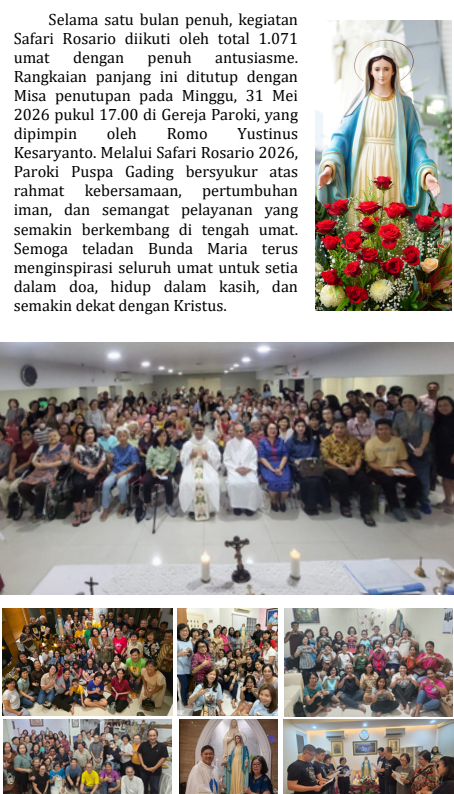 Selama satu bulan penuh, kegiatan
Safari Rosario diikuti oleh total 1.071
umat dengan penuh antusiasme.
Rangkaian panjang ini ditutup dengan
Misa penutupan pada Minggu, 31 Mei
2026 pukul 17.00 di Gereja Paroki, yang
dipimpin oleh Romo Yustinus
Kesaryanto. Melalui Safari Rosario 2026,
Paroki Puspa Gading bersyukur atas
rahmat kebersamaan, pertumbuhan
iman, dan semangat pelayanan yang
semakin berkembang di tengah umat.
Semoga teladan Bunda Maria terus
menginspirasi seluruh umat untuk setia
dalam doa, hidup dalam kasih, dan
semakin dekat dengan Kristus.